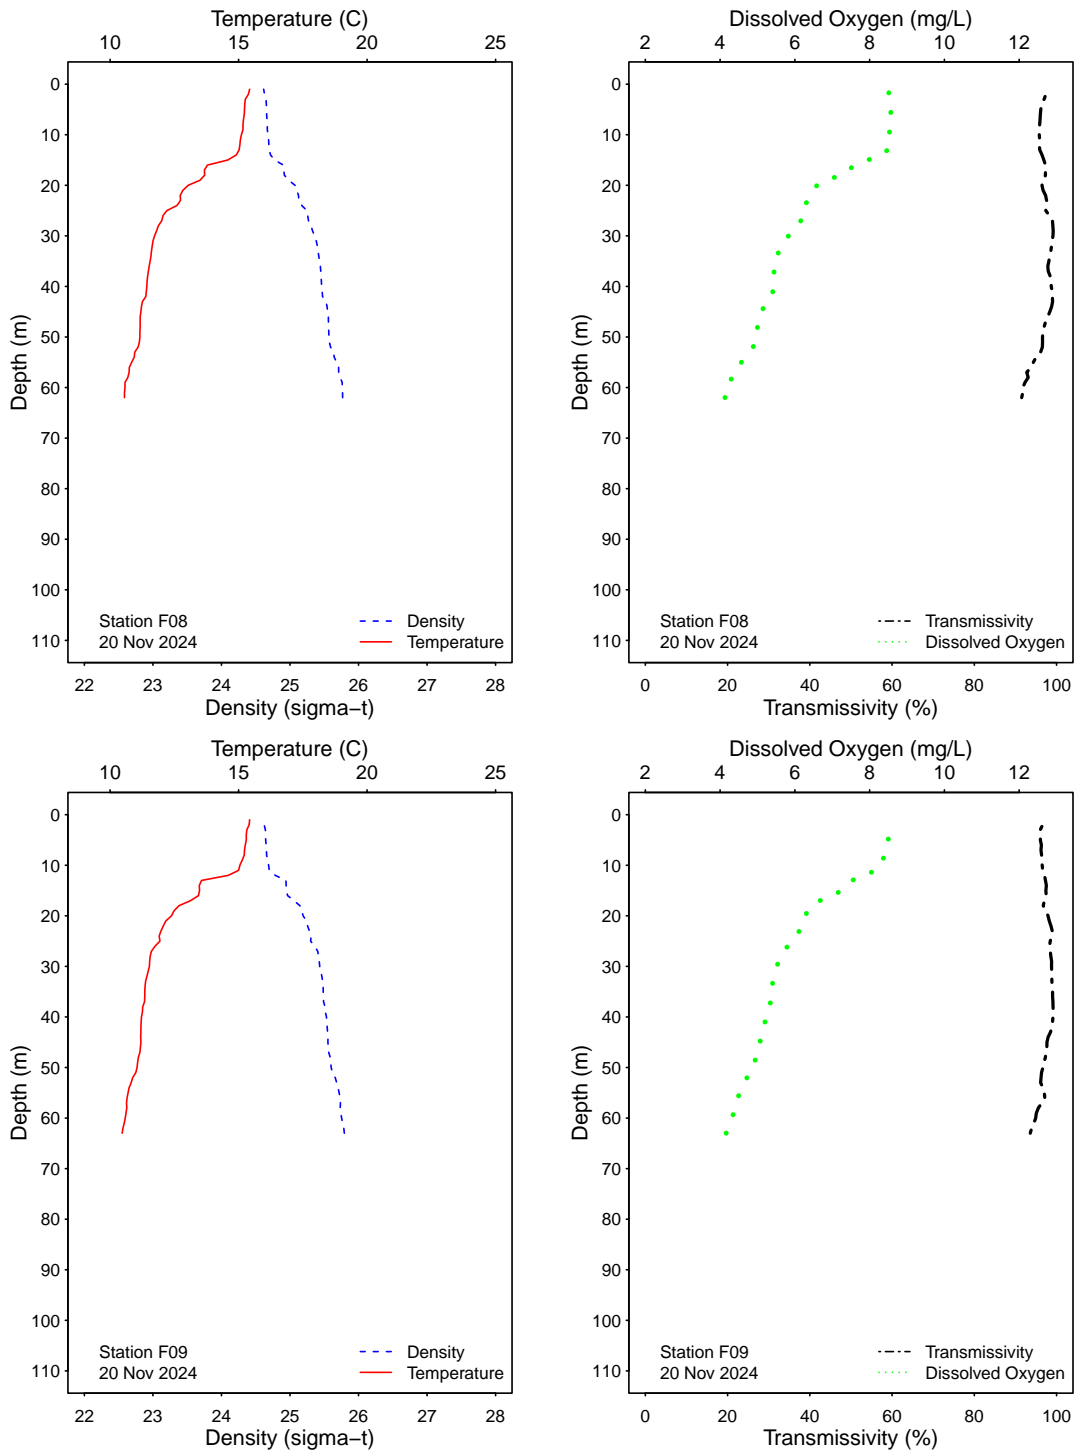 Temperature (C)
10 15 20 25
0
10
20
30
40
50
60
70
80
90
100
110
Depth (m)
Station F08
20 Nov 2024
Density
Temperature
22 23 24 25 26 27 28
Density (sigma−t)
Dissolved Oxygen (mg/L)
2 4 6 8 10 12
0
10
20
30
40
50
60
70
80
90
100
110
Depth (m)
Station F08
20 Nov 2024
Transmissivity
Dissolved Oxygen
0 20 40 60 80 100
Transmissivity (%)
Temperature (C)
10 15 20 25
0
10
20
30
40
50
60
70
80
90
100
110
Depth (m)
Station F09
20 Nov 2024
Density
Temperature
22 23 24 25 26 27 28
Density (sigma−t)
Dissolved Oxygen (mg/L)
2 4 6 8 10 12
0
10
20
30
40
50
60
70
80
90
100
110
Depth (m)
Station F09
20 Nov 2024
Transmissivity
Dissolved Oxygen
0 20 40 60 80 100
Transmissivity (%)